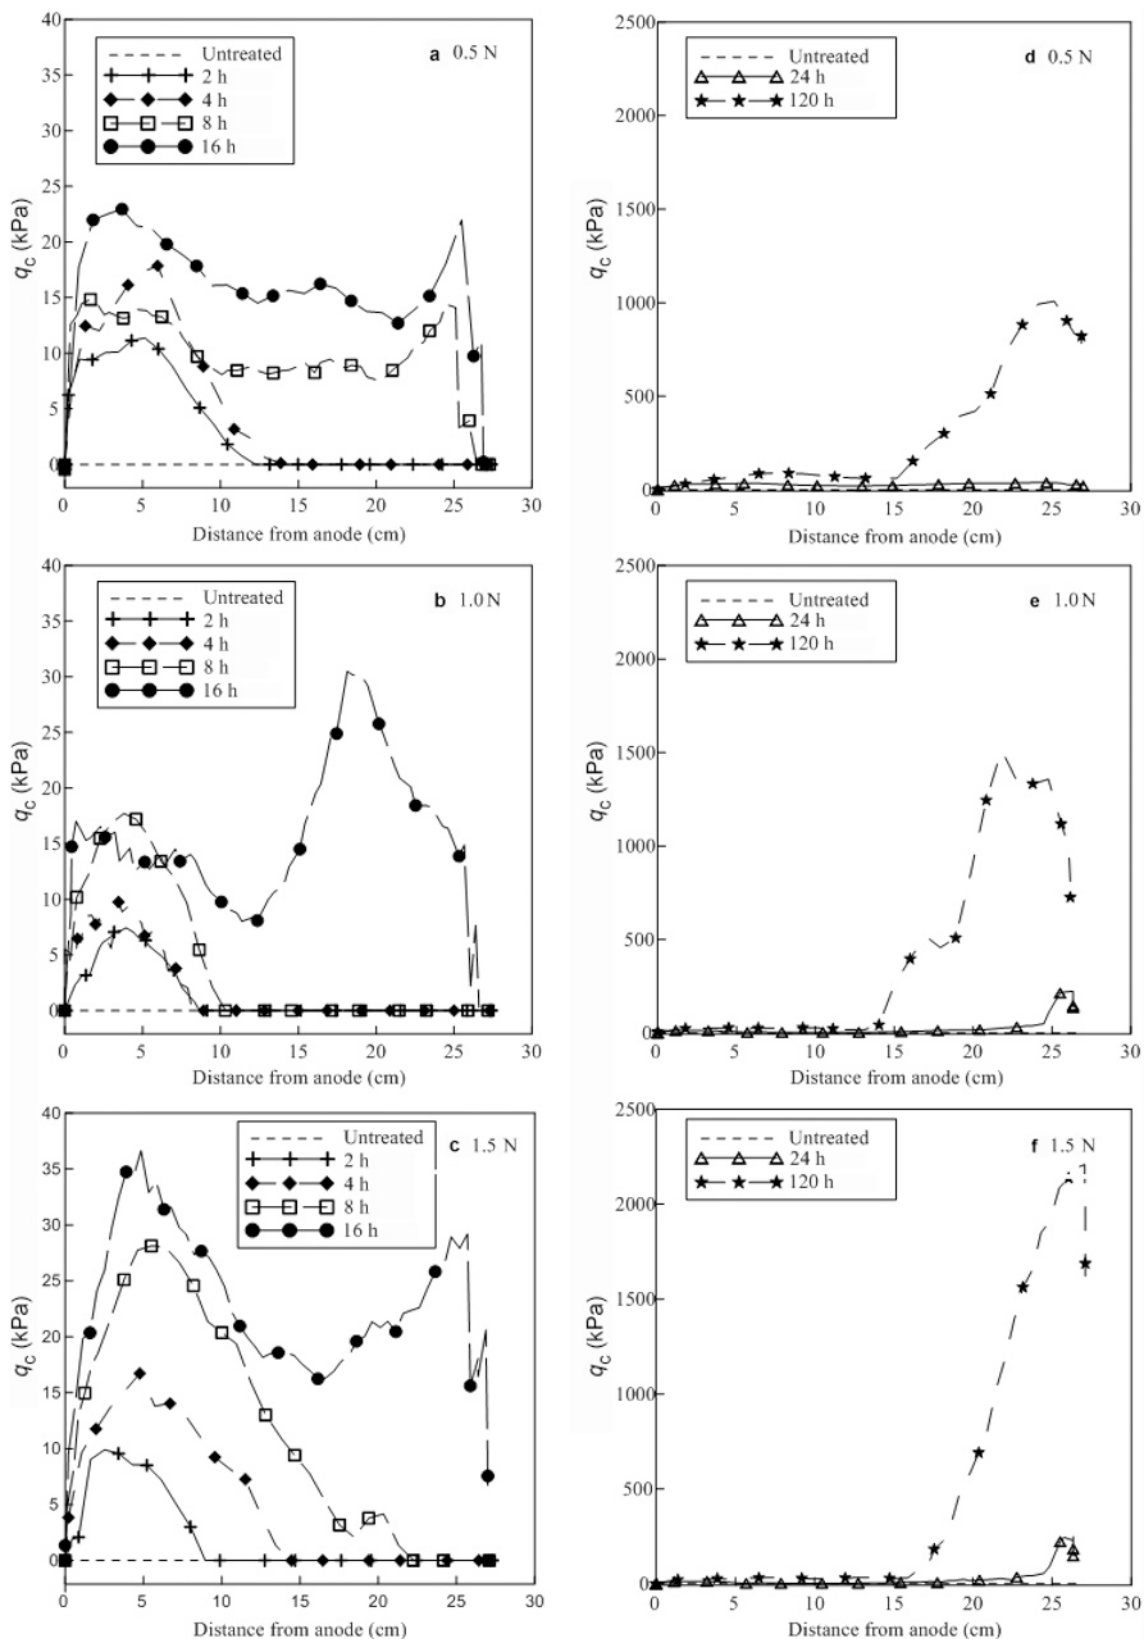 40
35
30
25
20
15
10
5
0
q_c (kPa)
Untreated
2 h
4 h
8 h
16 h
a 0.5 N
0 5 10 15 20 25 30
Distance from anode (cm)
2500
2000
1500
1000
500
0
q_c (kPa)
Untreated
24 h
120 h
d 0.5 N
0 5 10 15 20 25 30
Distance from anode (cm)
40
35
30
25
20
15
10
5
0
q_c (kPa)
Untreated
2 h
4 h
8 h
16 h
b 1.0 N
0 5 10 15 20 25 30
Distance from anode (cm)
2500
2000
1500
1000
500
0
q_c (kPa)
Untreated
24 h
120 h
e 1.0 N
0 5 10 15 20 25 30
Distance from anode (cm)
40
35
30
25
20
15
10
5
0
q_c (kPa)
Untreated
2 h
4 h
8 h
16 h
c 1.5 N
0 5 10 15 20 25 30
Distance from anode (cm)
2500
2000
1500
1000
500
0
q_c (kPa)
Untreated
24 h
120 h
f 1.5 N
0 5 10 15 20 25 30
Distance from anode (cm)